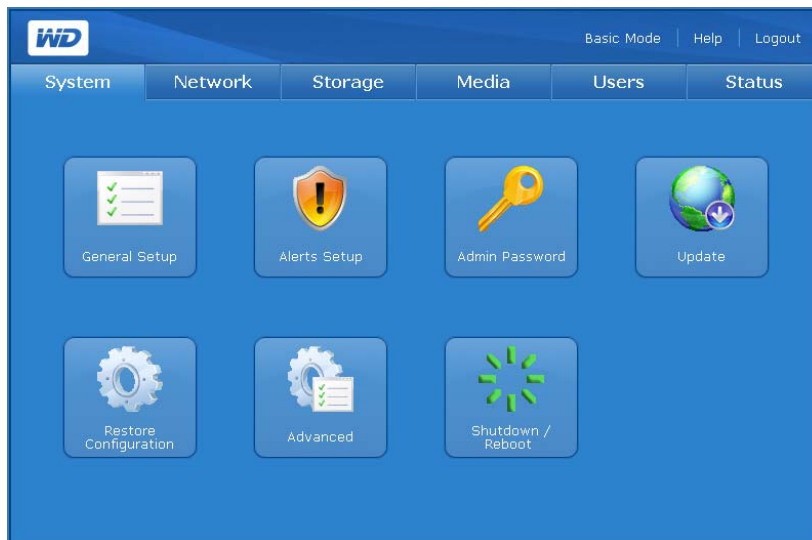 WD
Basic Mode | Help | Logout
System Network Storage Media Users Status
General Setup
Alerts Setup
Admin Password
Update
Restore
Configuration
Advanced
Shutdown /
Reboot